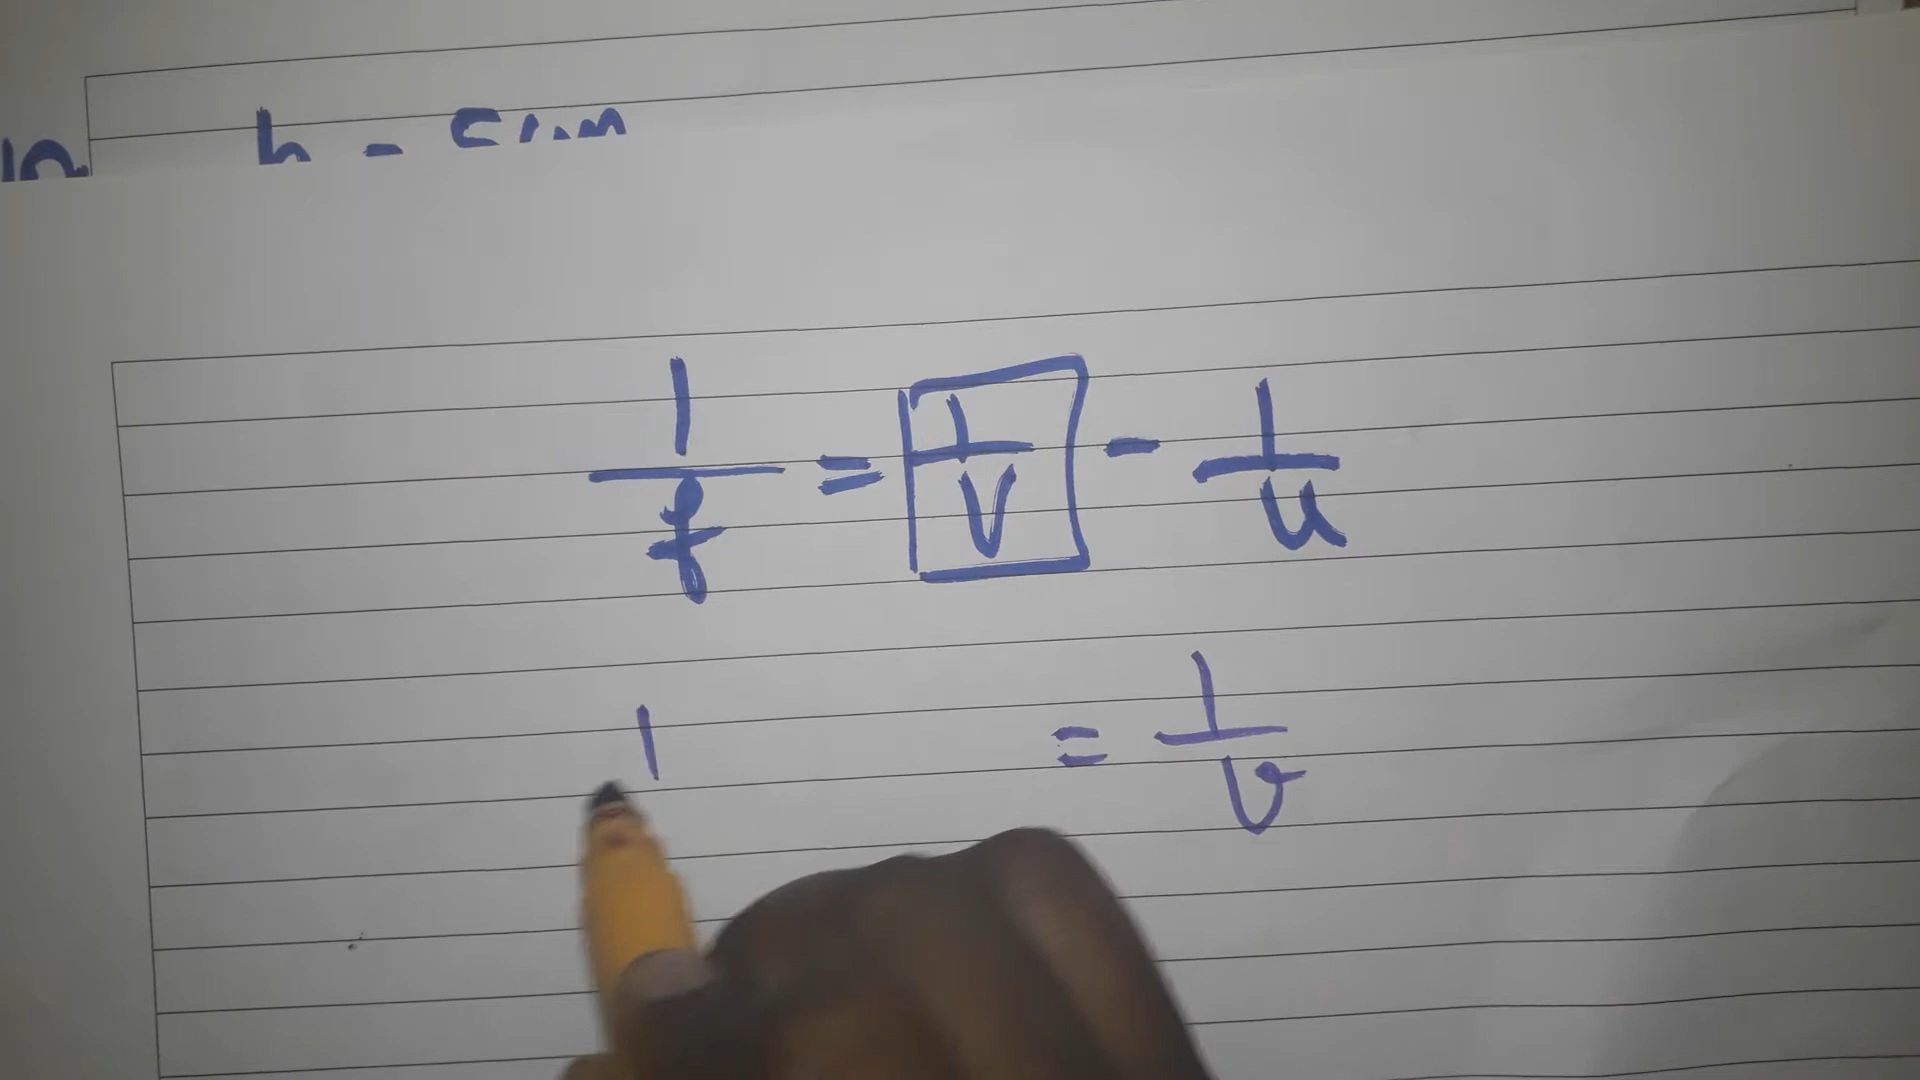 h -
1/f = 1/v - 1/u
1 = 1/v